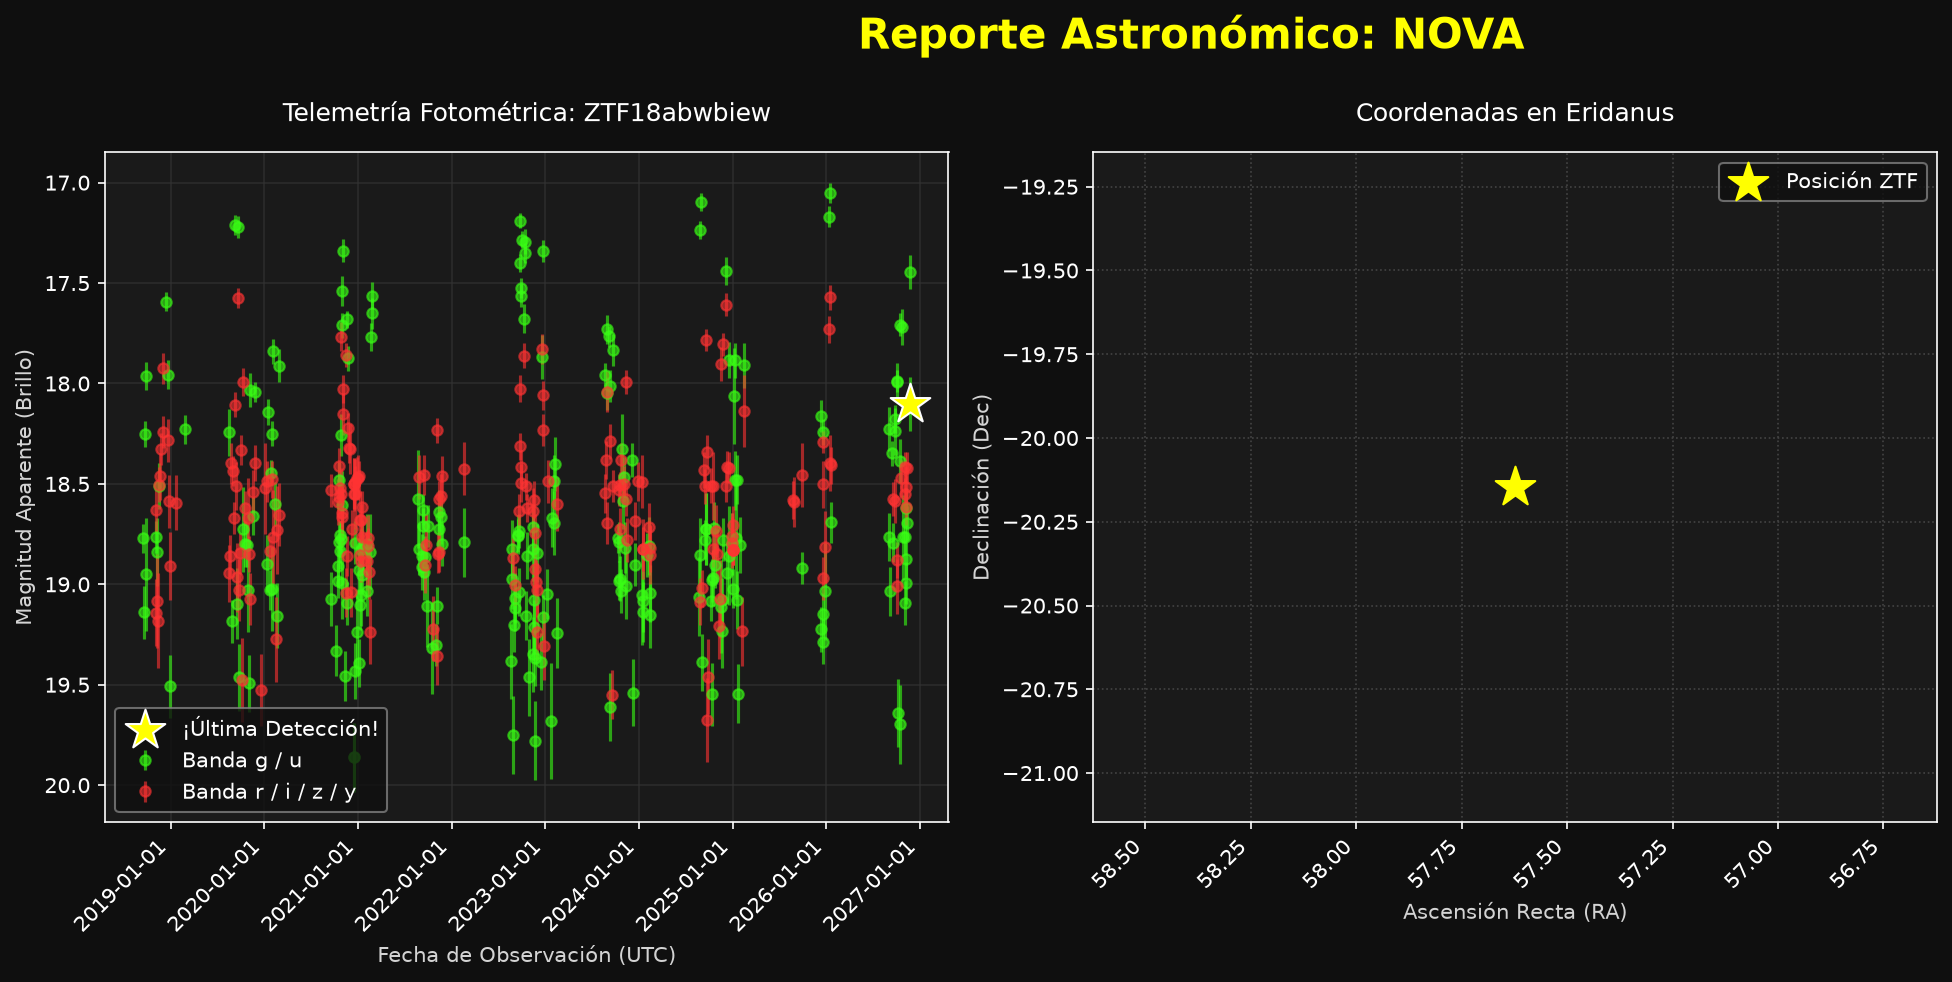 Reporte Astronómico: NOVA
Telemetría Fotométrica: ZTF18abwbiew
Magnitud Aparente (Brillo)
17.0
17.5
18.0
18.5
19.0
19.5
20.0
¡Última Detección!
Banda g / u
Banda r / i / z / y
2019-01-01
2020-01-01
2021-01-01
2022-01-01
2023-01-01
2024-01-01
2025-01-01
2026-01-01
2027-01-01
Fecha de Observación (UTC)
Coordenadas en Eridanus
Declinación (Dec)
−19.25
−19.50
−19.75
−20.00
−20.25
−20.50
−20.75
−21.00
Posición ZTF
58.50
58.25
58.00
57.75
57.50
57.25
57.00
56.75
Ascensión Recta (RA)